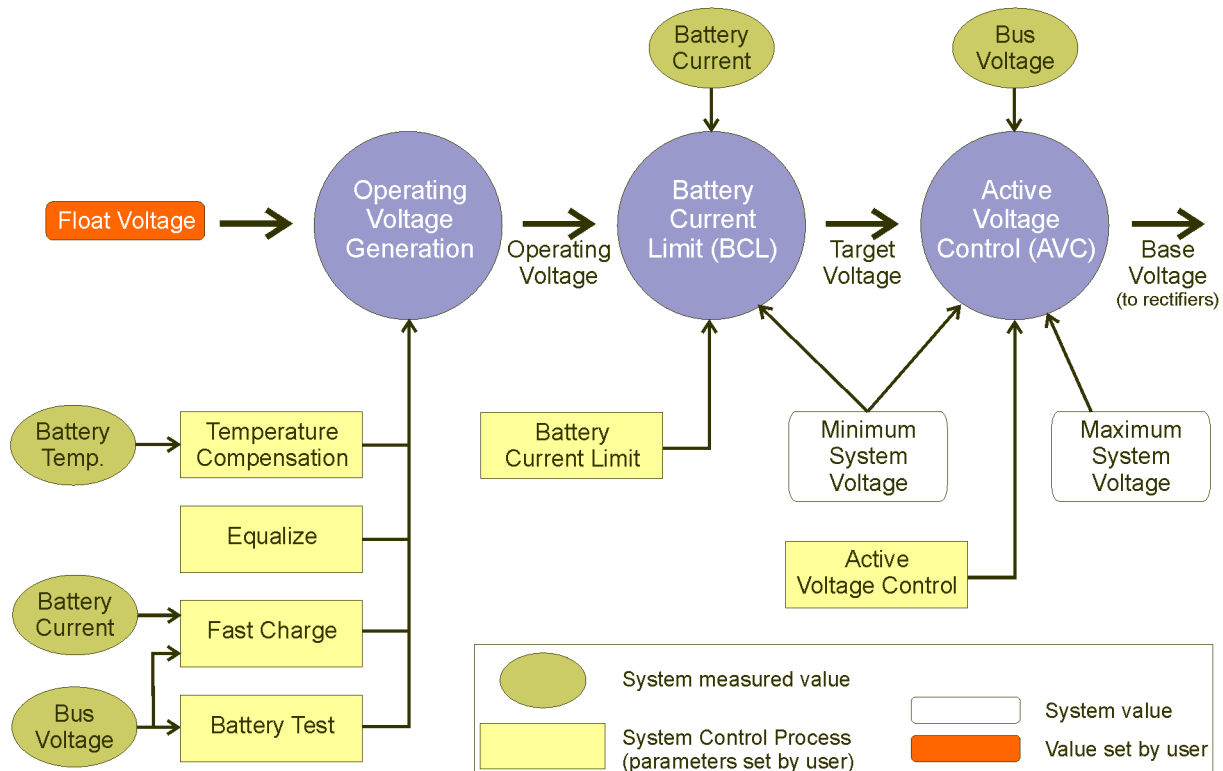 Battery
Current
Bus
Voltage
Float Voltage
Operating
Voltage
Generation
Operating
Voltage
Battery
Current
Limit (BCL)
Target
Voltage
Active
Voltage
Control (AVC)
Base
Voltage
(to rectifiers)
Battery
Temp.
Temperature
Compensation
Equalize
Battery
Current
Fast Charge
Bus
Voltage
Battery Test
Battery
Current Limit
Minimum
System
Voltage
Maximum
System
Voltage
Active
Voltage Control
System measured value
System Control Process
(parameters set by user)
System value
Value set by user